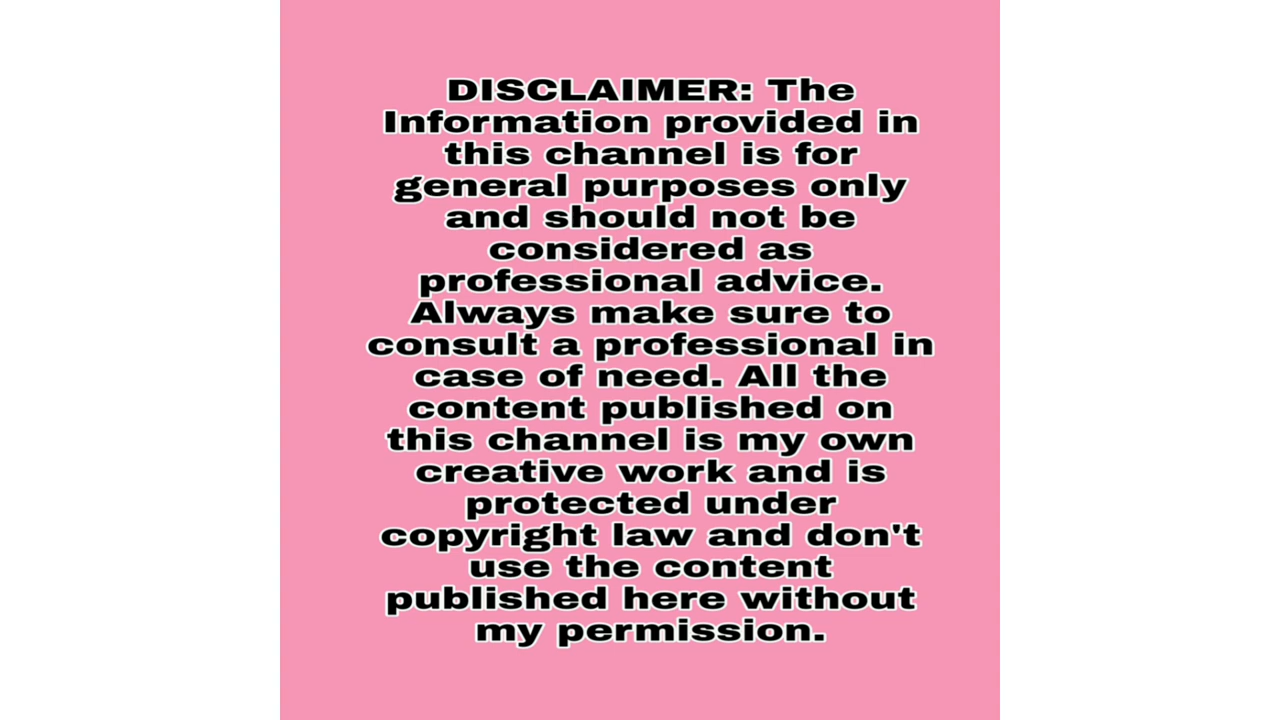 DISCLAIMER: The
Information provided in
this channel is for
general purposes only
and should not be
considered as
professional advice.
Always make sure to
consult a professional in
case of need. All the
content published on
this channel is my own
creative work and is
protected under
copyright law and don't
use the content
published here without
my permission.